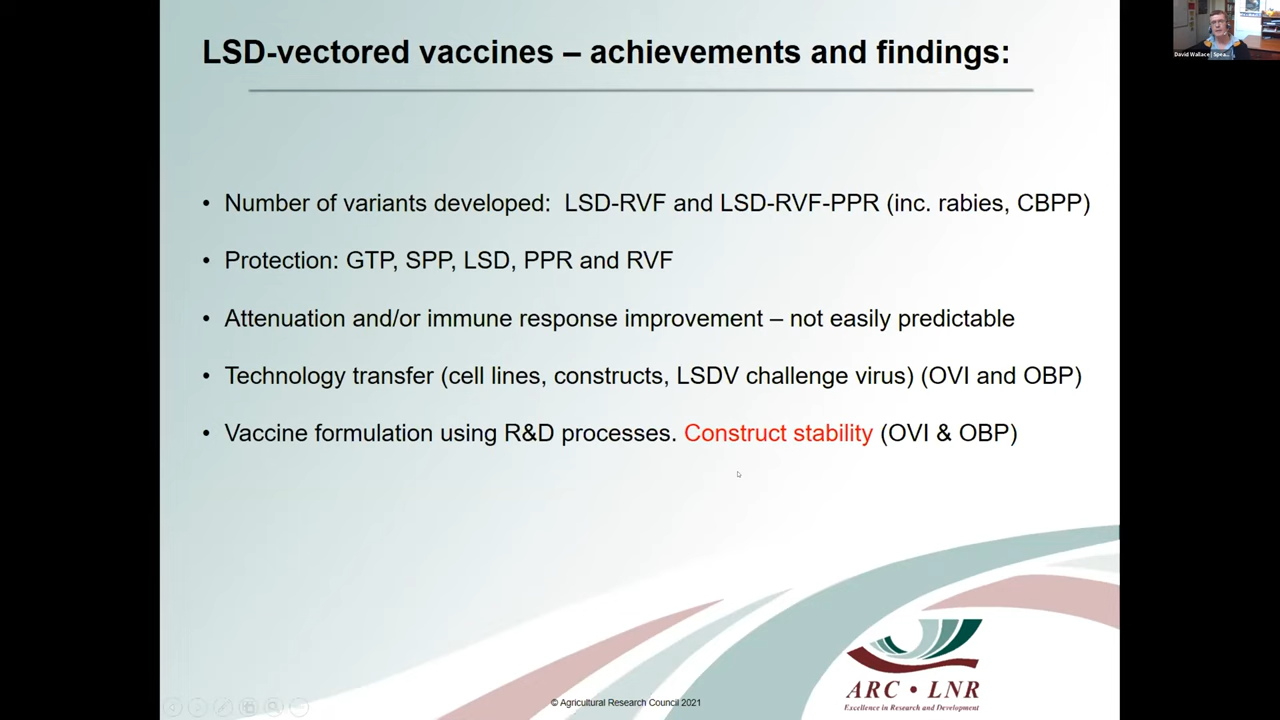 David Wallace| Spea...
LSD-vectored vaccines – achievements and findings:
• Number of variants developed: LSD-RVF and LSD-RVF-PPR (inc. rabies, CBPP)
• Protection: GTP, SPP, LSD, PPR and RVF
• Attenuation and/or immune response improvement – not easily predictable
• Technology transfer (cell lines, constructs, LSDV challenge virus) (OVI and OBP)
• Vaccine formulation using R&D processes. Construct stability (OVI & OBP)
ARC • LNR
Excellence in Research and Development
© Agricultural Research Council 2021